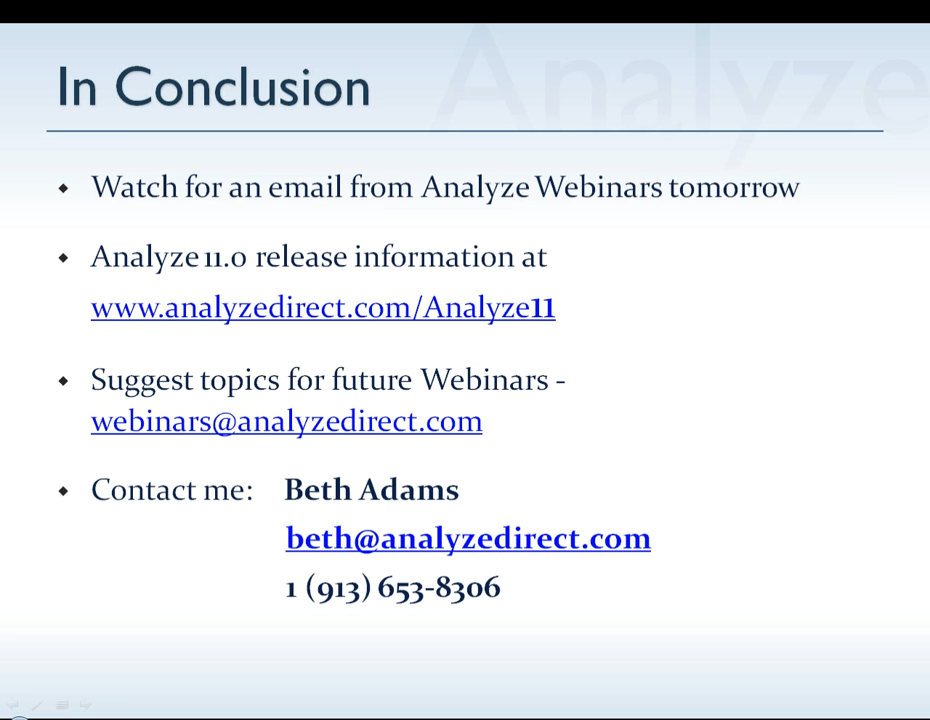 Analyze
In Conclusion
Watch for an email from Analyze Webinars tomorrow
Analyze 11.0 release information at
www.analyzedirect.com/Analyze11
Suggest topics for future Webinars -
webinars@analyzedirect.com
Contact me: Beth Adams
beth@analyzedirect.com
1 (913) 653-8306